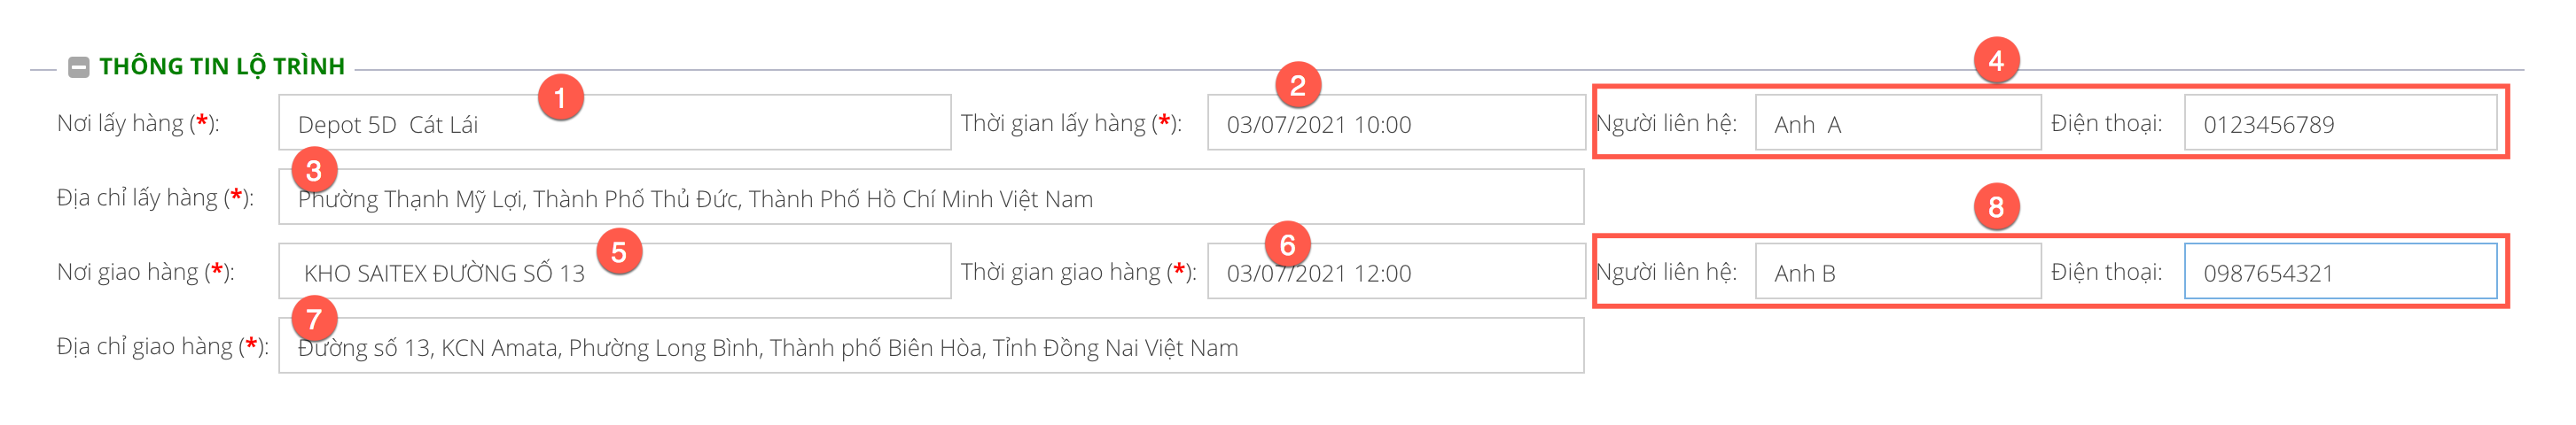 THÔNG TIN LỘ TRÌNH
1
2
4
Nơi lấy hàng (*): Depot 5D  Cát Lái Thời gian lấy hàng (*): 03/07/2021 10:00 Người liên hệ: Anh  A Điện thoại: 0123456789
3
Địa chỉ lấy hàng (*): Phường Thạnh Mỹ Lợi, Thành Phố Thủ Đức, Thành Phố Hồ Chí Minh Việt Nam
8
5
6
Nơi giao hàng (*): KHO SAITEX ĐƯỜNG SỐ 13 Thời gian giao hàng (*): 03/07/2021 12:00 Người liên hệ: Anh B Điện thoại: 0987654321
7
Địa chỉ giao hàng (*): Đường số 13, KCN Amata, Phường Long Bình, Thành phố Biên Hòa, Tỉnh Đồng Nai Việt Nam